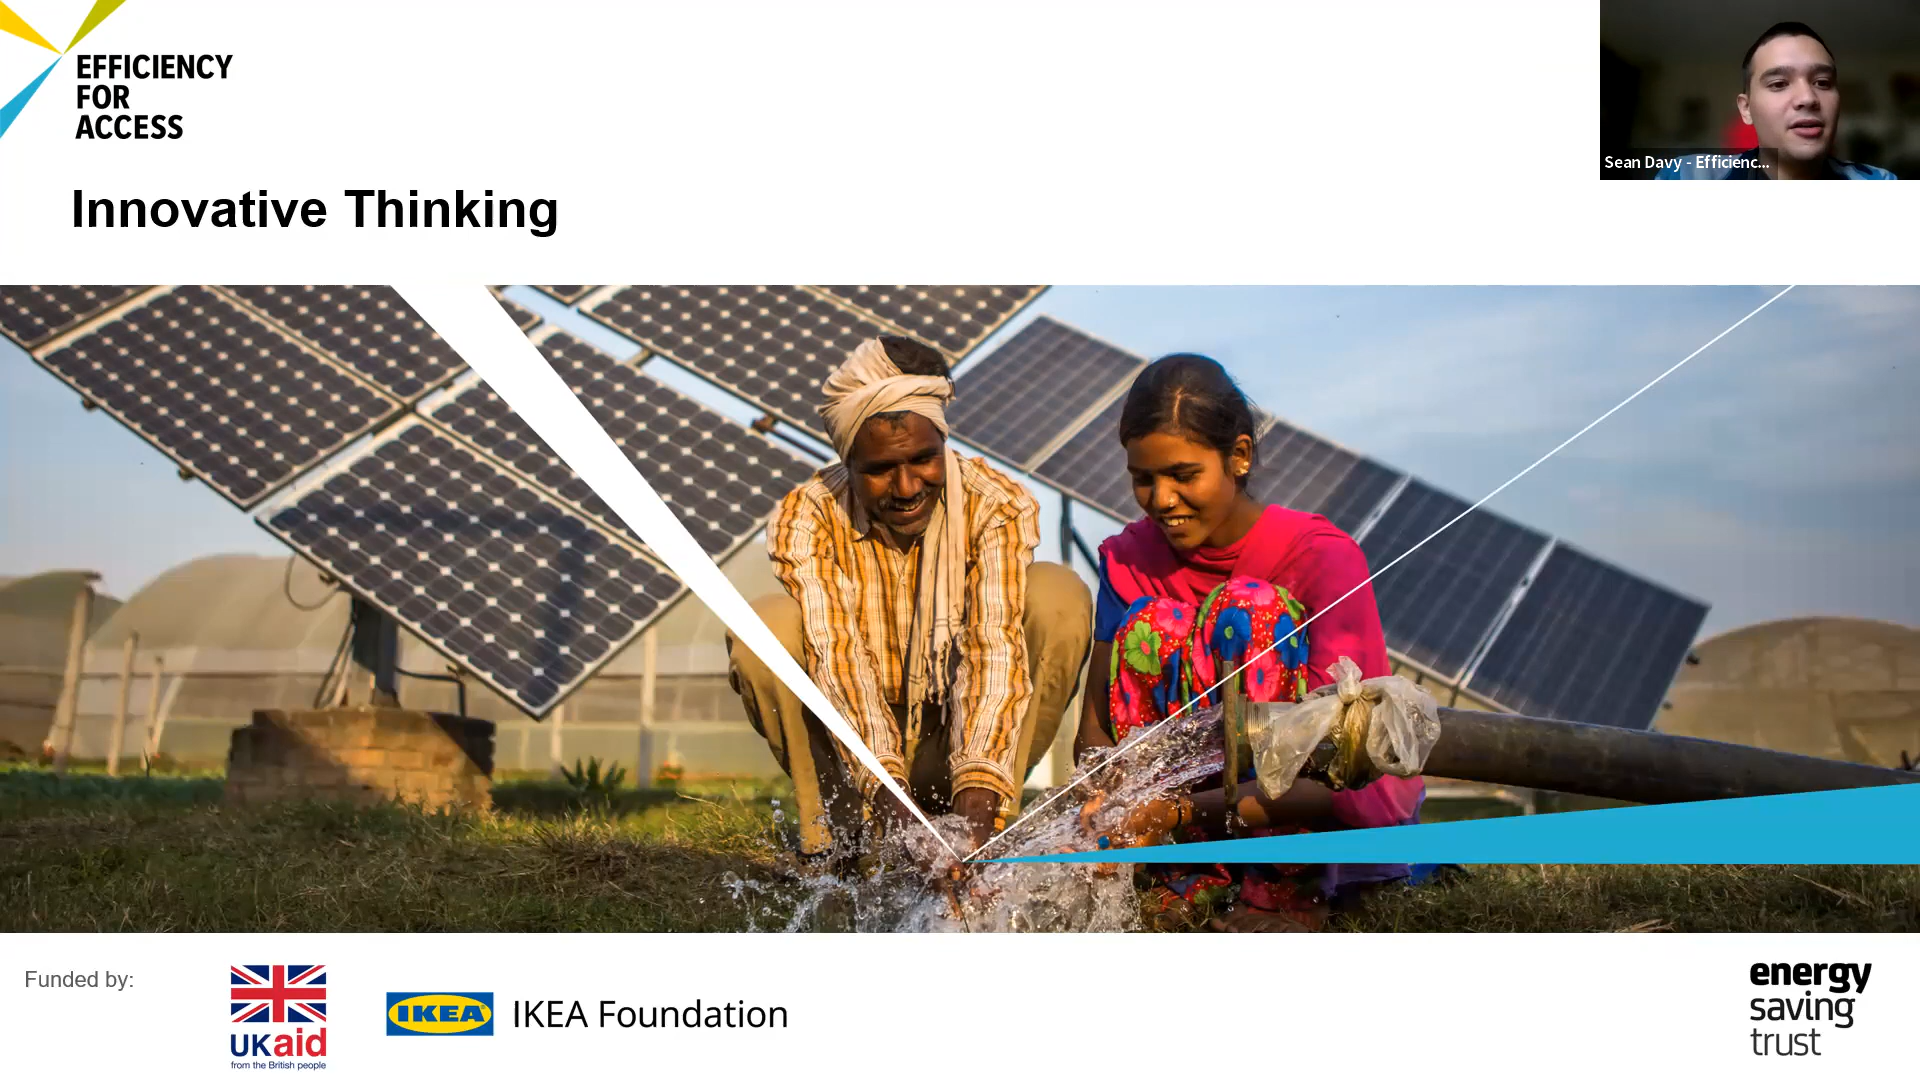 EFFICIENCY
FOR
ACCESS
Sean Davy - Efficienc...
Innovative Thinking
Funded by:
UKaid
from the British people
IKEA
IKEA Foundation
energy
saving
trust